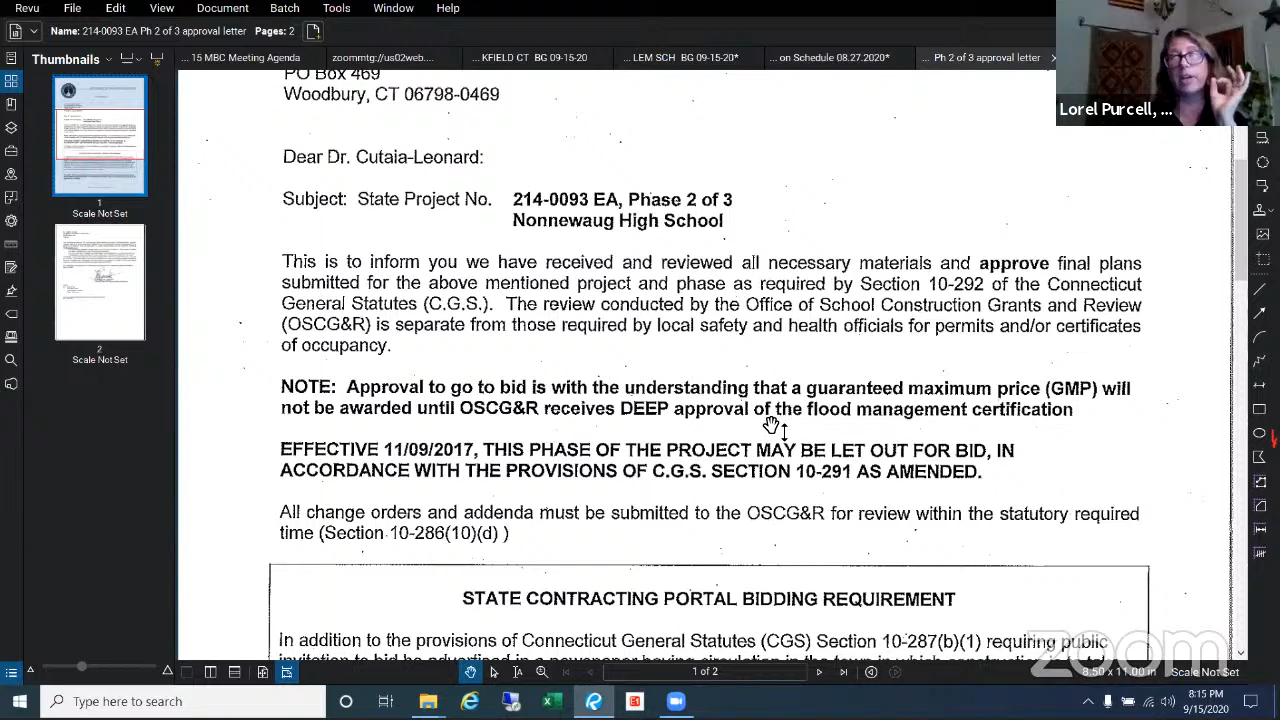 Revu File Edit View Document Batch Tools Window Help
Name: 214-0093 EA Ph 2 of 3 approval letter Pages: 2
Thumbnails
15 MBC Meeting Agenda
zoommtg://us02web....
...KFIELD CT BG 09-15-20
...LEM SCH BG 09-15-20*
...on Schedule 08.27.2020*
...Ph 2 of 3 approval letter
Lorel Purcell, ...
PO Box 469
Woodbury, CT 06798-0469
Dear Dr. Cutaia-Leonard:
Subject: State Project No. 214-0093 EA, Phase 2 of 3
Nonnewaug High School
This is to inform you we have received and reviewed all necessary materials and approve final plans
submitted for the above mentioned project and phase as required by Section 10-292 of the Connecticut
General Statutes (C.G.S.). The review conducted by the Office of School Construction Grants and Review
(OSCG&R) is separate from those required by local safety and health officials for permits and/or certificates
of occupancy.
NOTE: Approval to go to bid is with the understanding that a guaranteed maximum price (GMP) will
not be awarded until OSCG&R receives DEEP approval of the flood management certification
EFFECTIVE 11/09/2017, THIS PHASE OF THE PROJECT MAY BE LET OUT FOR BID, IN
ACCORDANCE WITH THE PROVISIONS OF C.G.S. SECTION 10-291 AS AMENDED.
All change orders and addenda must be submitted to the OSCG&R for review within the statutory required
time (Section 10-286(10)(d) )
STATE CONTRACTING PORTAL BIDDING REQUIREMENT
In addition to the provisions of Connecticut General Statutes (CGS) Section 10-287(b)(1) requiring public
1
Scale Not Set
2
Scale Not Set
zoom
1 of 2
8.50 x 11.00 in
Scale Not Set
Type here to search
8:15 PM
9/15/2020